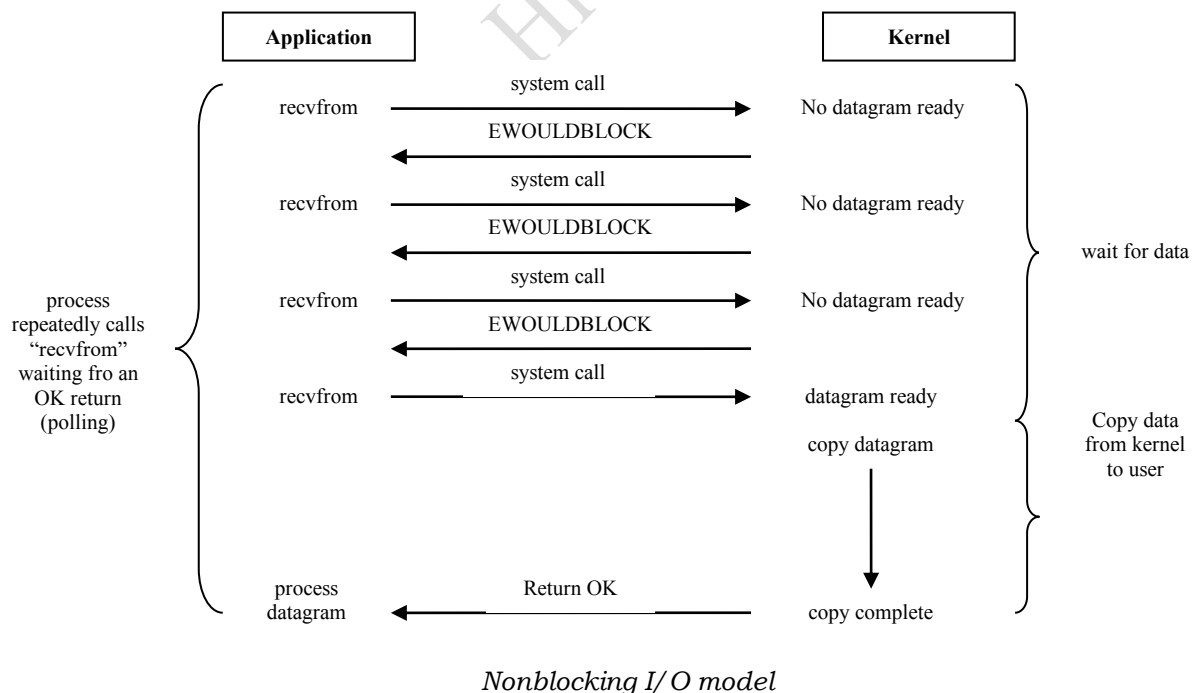 Application
Kernel
system call
recvfrom
No datagram ready
EWOULDBLOCK
system call
recvfrom
No datagram ready
EWOULDBLOCK
wait for data
system call
recvfrom
No datagram ready
EWOULDBLOCK
process
repeatedly calls
“recvfrom”
waiting fro an
OK return
(polling)
system call
recvfrom
datagram ready
copy datagram
Copy data
from kernel
to user
process
datagram
Return OK
copy complete
Nonblocking I/ O model